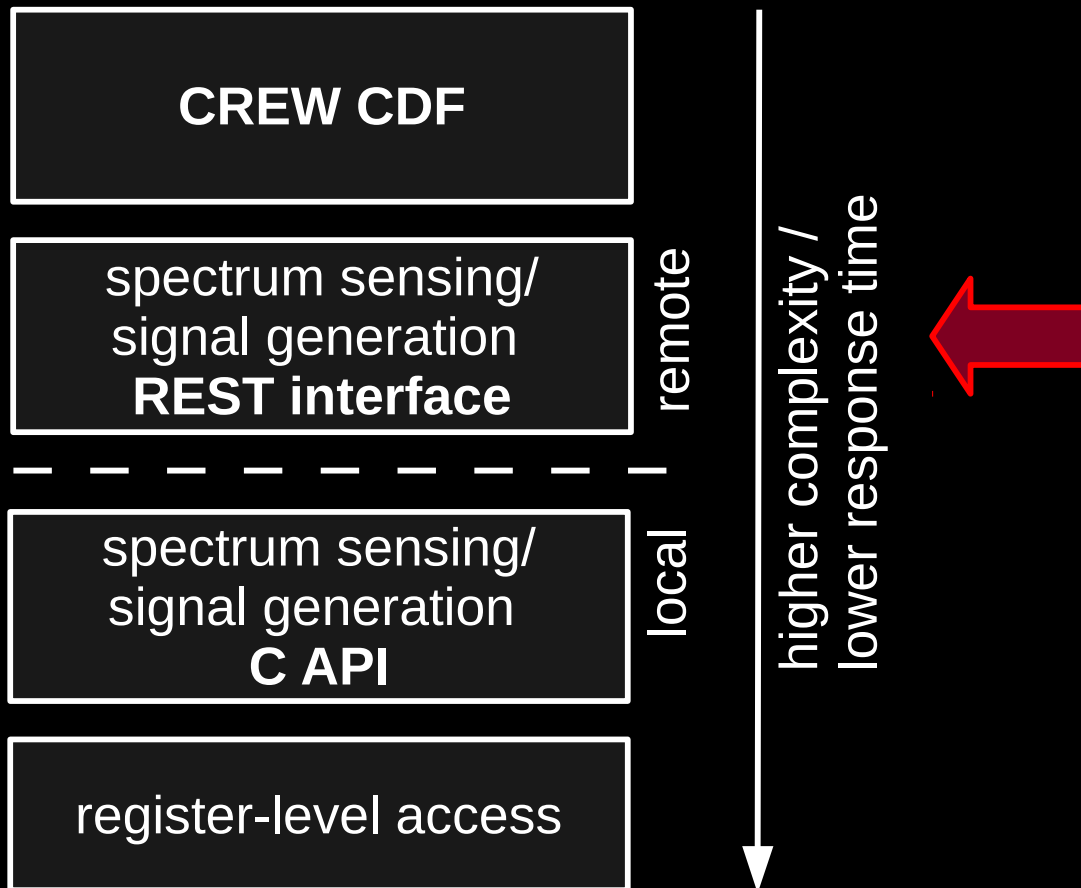 CREW CDF
spectrum sensing/
signal generation
REST interface
remote
spectrum sensing/
signal generation
C API
local
register-level access
higher complexity /
lower response time